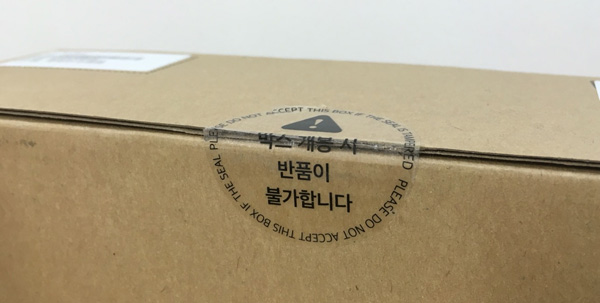 PLEASE DO NOT ACCEPT THIS BOX IF THE SEAL IS
PLEASE DO NOT ACCEPT THIS BOX IF THE SEAL
박스 개봉 시
반품이
불가합니다